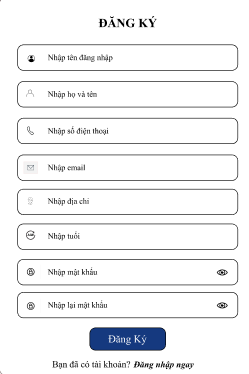 ĐĂNG KÝ
Nhập tên đăng nhập
Nhập họ và tên
Nhập số điện thoại
Nhập email
Nhập địa chỉ
Nhập tuổi
Nhập mật khẩu
Nhập lại mật khẩu
Đăng Ký
Bạn đã có tài khoản? Đăng nhập ngay